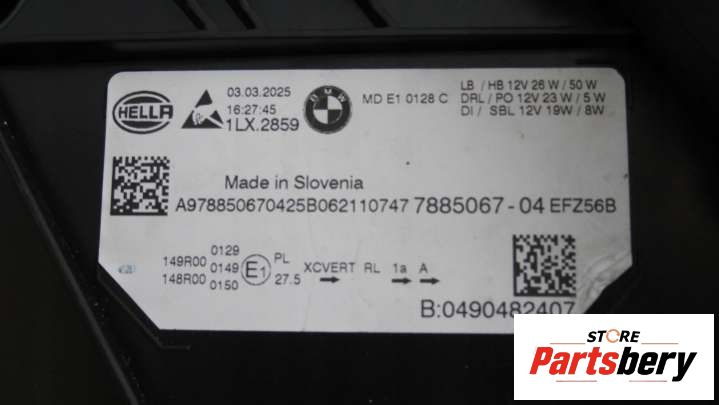 HELLA
03.03.2025
16:27:45
1LX.2859
BMW
MD E1 0128 C
LB / HB 12V 26 W / 50 W
DRL / PO 12V 23 W / 5 W
DI / SBL 12V 19W / 8W
Made in Slovenia
A978850670425B062110747 7885067 - 04 EFZ56B
149R00 0129
0149
148R00 0150
E1
PL
27.5
XCVERT RL 1a A
B:0490482407
STORE
Partsbery